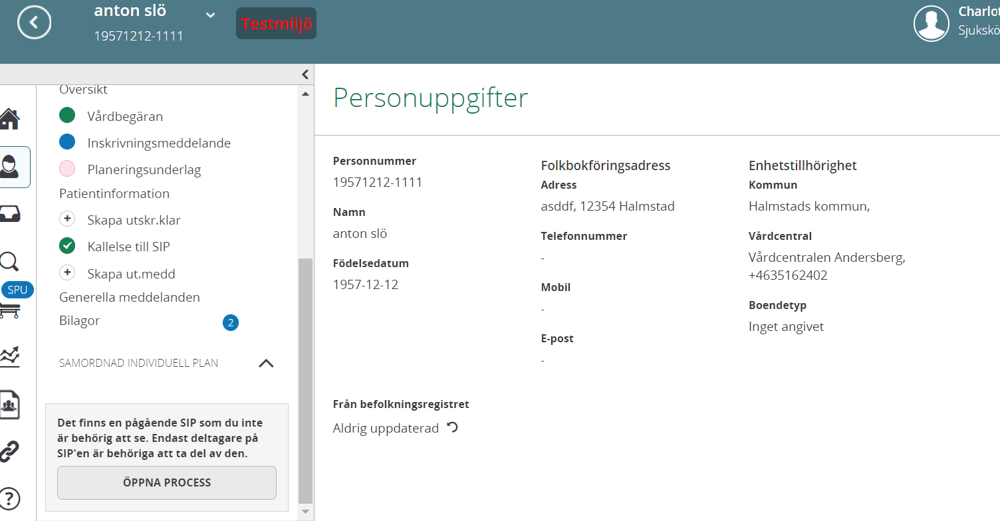 anton slö
19571212-1111
Testmiljö
Charlot
Sjukskö
Översikt
Vårdbegäran
Inskrivningsmeddelande
Planeringsunderlag
Patientinformation
Skapa utskr.klar
Kallelse till SIP
Skapa ut.medd
Generella meddelanden
Bilagor
2
SAMORDNAD INDIVIDUELL PLAN
Det finns en pågående SIP som du inte
är behörig att se. Endast deltagare på
SIP'en är behöriga att ta del av den.
ÖPPNA PROCESS
SPU
Personuppgifter
Personnummer
19571212-1111
Namn
anton slö
Födelsedatum
1957-12-12
Folkbokföringsadress
Adress
asddf, 12354 Halmstad
Telefonnummer
-
Mobil
-
E-post
-
Enhetstillhörighet
Kommun
Halmstads kommun,
Vårdcentral
Vårdcentralen Andersberg,
+4635162402
Boendetyp
Inget angivet
Från befolkningsregistret
Aldrig uppdaterad